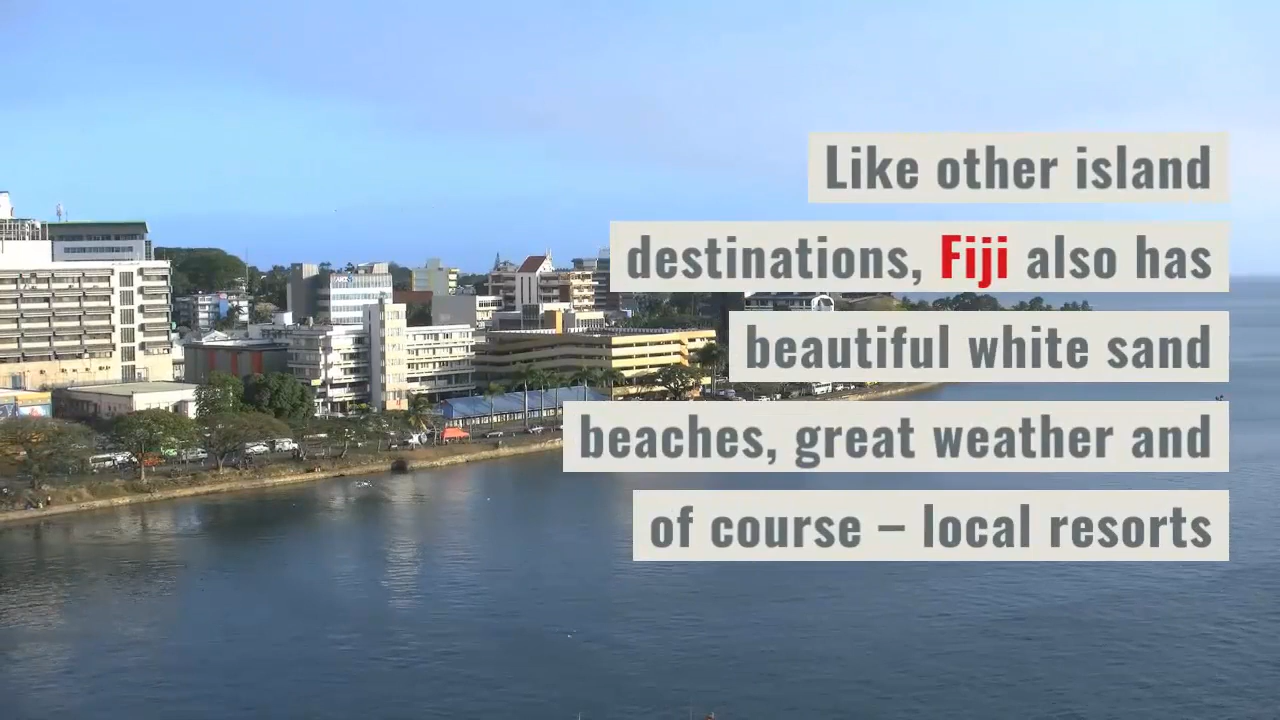 Like other island
destinations, Fiji also has
beautiful white sand
beaches, great weather and
of course – local resorts